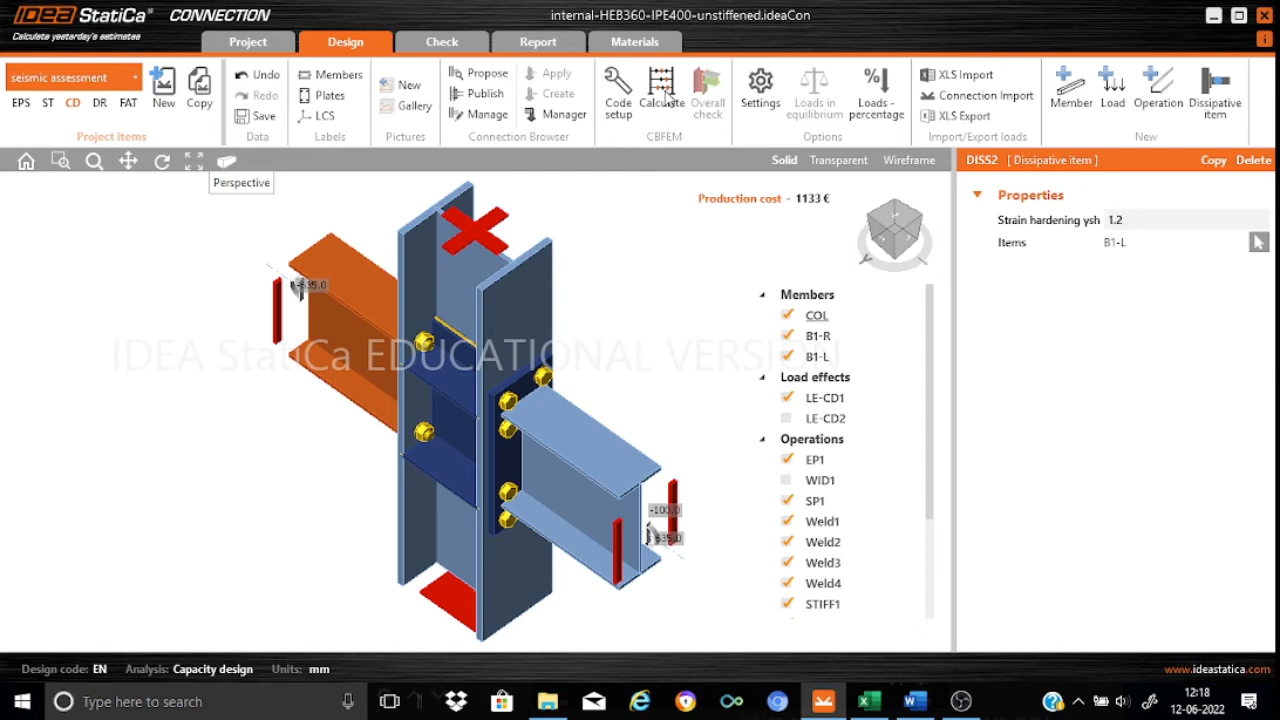 IDEA StatiCa® CONNECTION
Calculate yesterday's estimates
internal-HEB360-IPE400-unstiffened.ideaCon
Project Design Check Report Materials
seismic assessment
EPS ST CD DR FAT
New Copy
Project items
Undo
Redo
Save
Data
Members
Plates
LCS
Labels
New
Gallery
Pictures
Propose
Publish
Manage
Apply
Create
Manager
Connection Browser
Code setup
Calculate
Overall check
CBFEM
Settings
Loads in equilibrium
Loads - percentage
Options
XLS Import
Connection Import
XLS Export
Import/Export loads
Member Load Operation Dissipative item
New
Solid Transparent Wireframe
DISS2 [ Dissipative item ] Copy Delete
Perspective
Production cost - 1133 €
Properties
Strain hardening γsh 1.2
Items B1-L
IDEA StatiCa EDUCATIONAL VERSION
-635.0
-100.0
Members
COL
B1-R
B1-L
Load effects
LE-CD1
LE-CD2
Operations
EP1
WID1
SP1
Weld1
Weld2
Weld3
Weld4
STIFF1
Design code: EN Analysis: Capacity design Units: mm
www.ideastatica.com
Type here to search
12:18
12-06-2022